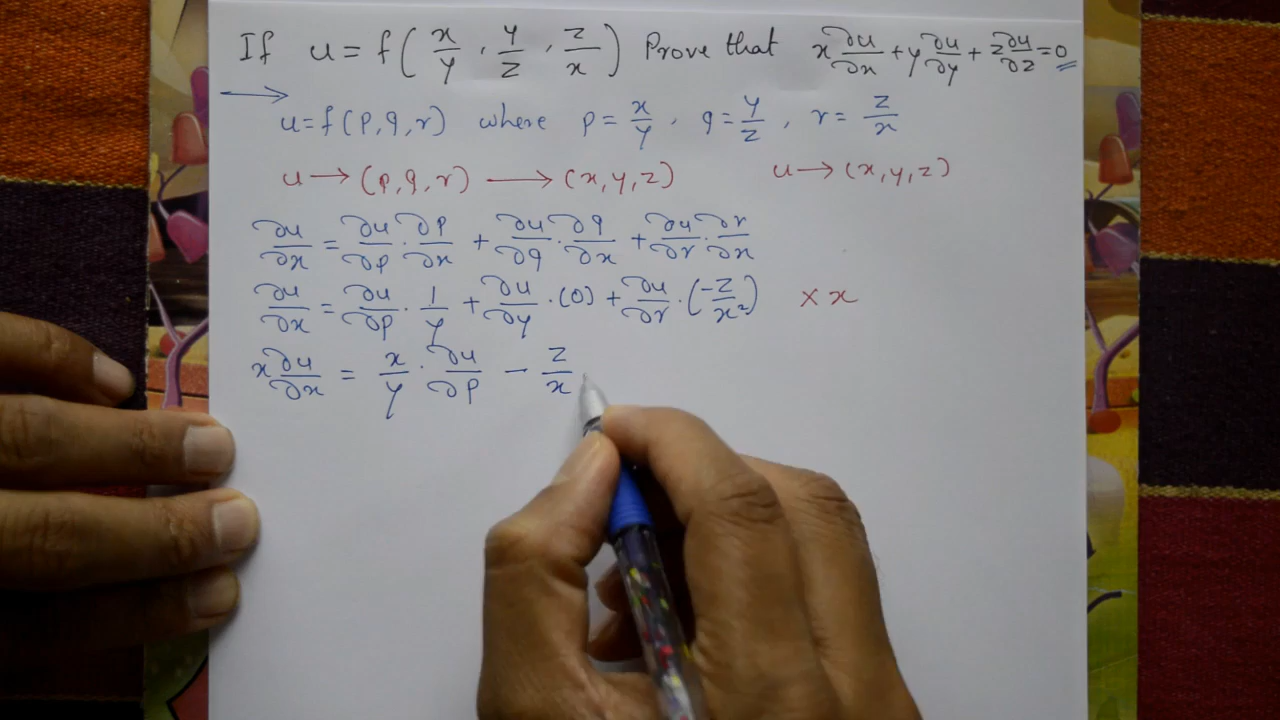 If u = f(x/y, y/z, z/x) Prove that x ∂u/∂x + y ∂u/∂y + z ∂u/∂z = 0
u = f(p,q,r) where p = x/y, q = y/z, r = z/x
u → (p,q,r) → (x,y,z) u → (x,y,z)
∂u/∂x = ∂u/∂p · ∂p/∂x + ∂u/∂q · ∂q/∂x + ∂u/∂r · ∂r/∂x
∂u/∂x = ∂u/∂p · 1/y + ∂u/∂y · (0) + ∂u/∂r · (-z/x²) × x
x ∂u/∂x = x/y · ∂u/∂p - z/x